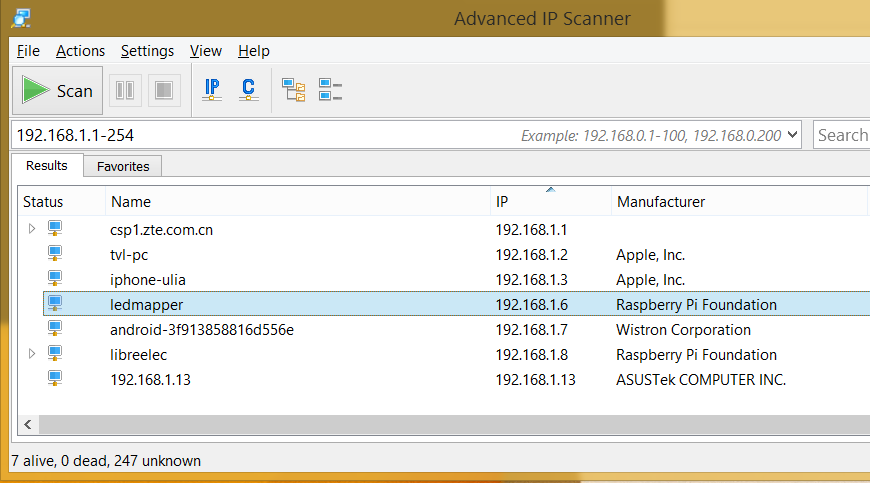 Advanced IP Scanner
File Actions Settings View Help
Scan IP C
192.168.1.1-254 Example: 192.168.0.1-100, 192.168.0.200 Search
Results Favorites
Status Name IP Manufacturer
csp1.zte.com.cn 192.168.1.1
tvl-pc 192.168.1.2 Apple, Inc.
iphone-ulia 192.168.1.3 Apple, Inc.
ledmapper 192.168.1.6 Raspberry Pi Foundation
android-3f913858816d556e 192.168.1.7 Wistron Corporation
libreelec 192.168.1.8 Raspberry Pi Foundation
192.168.1.13 192.168.1.13 ASUSTek COMPUTER INC.
7 alive, 0 dead, 247 unknown